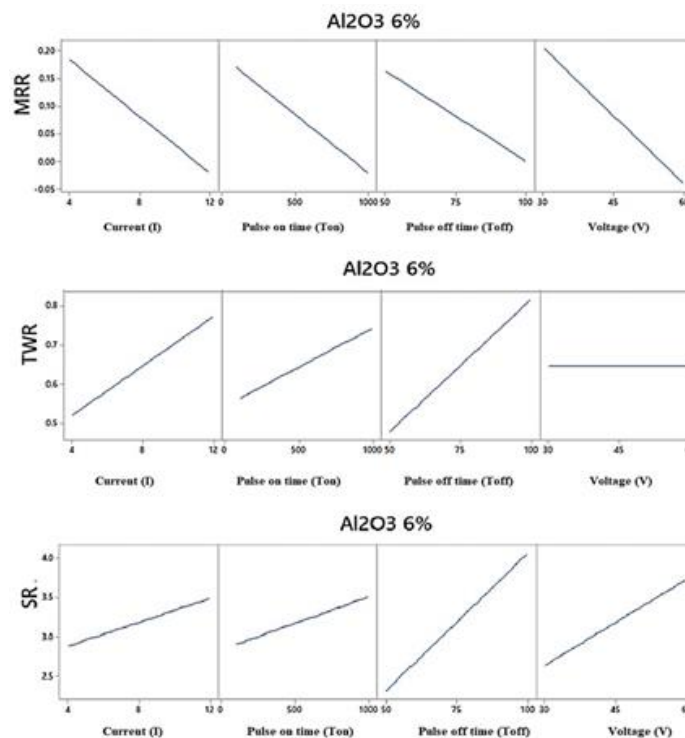 Al2O3 6%
MRR
0.20
0.15
0.10
0.05
0.00
-0.05
4 8 12 0 500 1000 50 75 100 30 45 6
Current (I) Pulse on time (Ton) Pulse off time (Toff) Voltage (V)
Al2O3 6%
TWR
0.8
0.7
0.6
0.5
4 8 12 0 500 1000 50 75 100 30 45
Current (I) Pulse on time (Ton) Pulse off time (Toff) Voltage (V)
Al2O3 6%
SR.
4.0
3.5
3.0
2.5
4 8 12 0 500 1000 50 75 100 30 45 6
Current (I) Pulse on time (Ton) Pulse off time (Toff) Voltage (V)